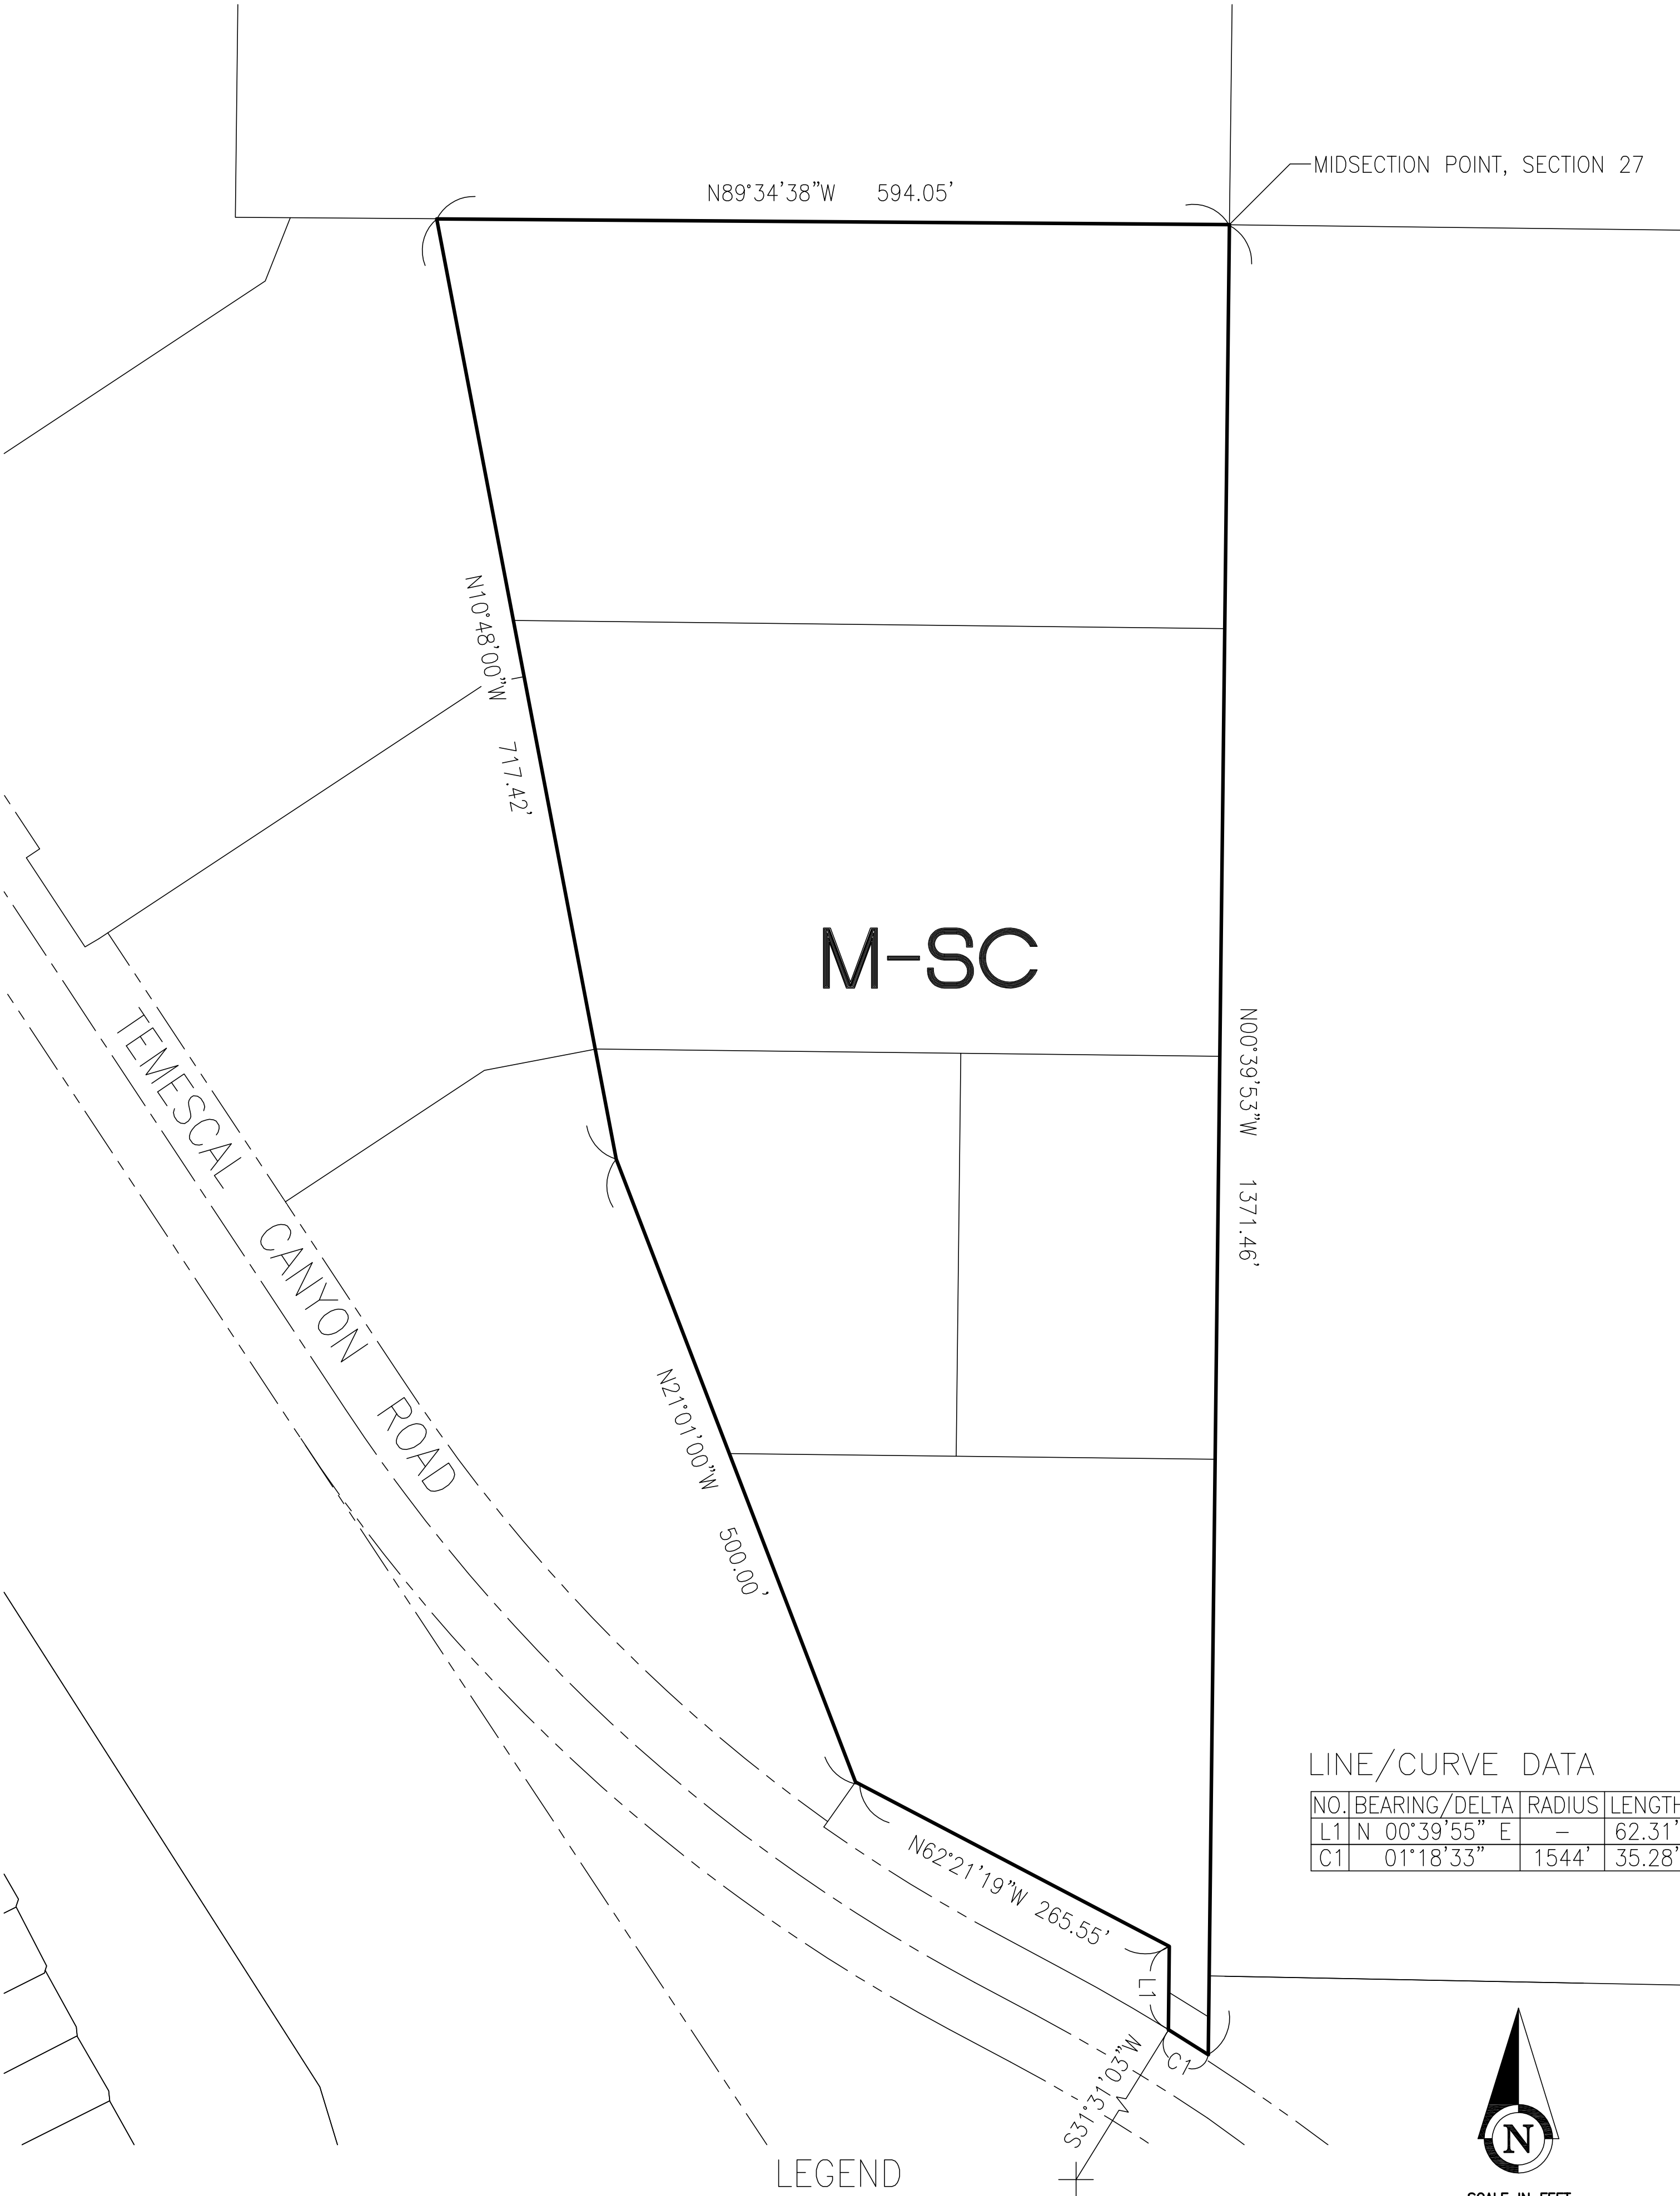 MIDSECTION POINT, SECTION 27
N89°34'38"W 594.05'
N10°48'00"W 717.42'
M-SC
N00°39'53"W 1371.46'
TEMESCAL CANYON ROAD
N21°01'00"W 500.00'
LINE/CURVE DATA
NO. BEARING/DELTA RADIUS LENGTH
L1 N 00°39'55" E – 62.31'
C1 01°18'33" 1544' 35.28'
N62°21'19"W 265.55'
L1
C1
S31°31'03"W
N
LEGEND
SCALE IN FEET